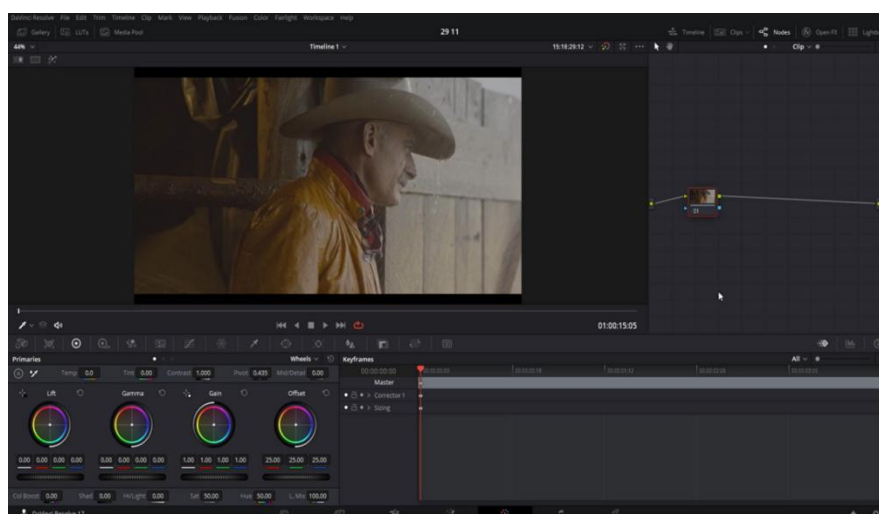 DaVinci Resolve File Edit Trim Timeline Clip Mark View Playback Fusion Color Fairlight Workspace Help
Gallery LUTs Media Pool 29 11 Timeline Clips Nodes Open FX Lightb
44% Timeline 1 15:18:29:12 Clip
21
01:00:15:05
Primaries Wheels Keyframes All
Temp 0.0 Tint 0.00 Contrast 1.000 Pivot 0.435 Mid/Detail 0.00 00:00:00:00
Master
Lift Gamma Gain Offset Corrector 1
Sizing
0.00 0.00 0.00 0.00 0.00 0.00 0.00 0.00 1.00 1.00 1.00 1.00 25.00 25.00 25.00
Col Boost 0.00 Shad 0.00 Hi/Light 0.00 Sat 50.00 Hue 50.00 L. Mix 100.00
DaVinci Resolve 17